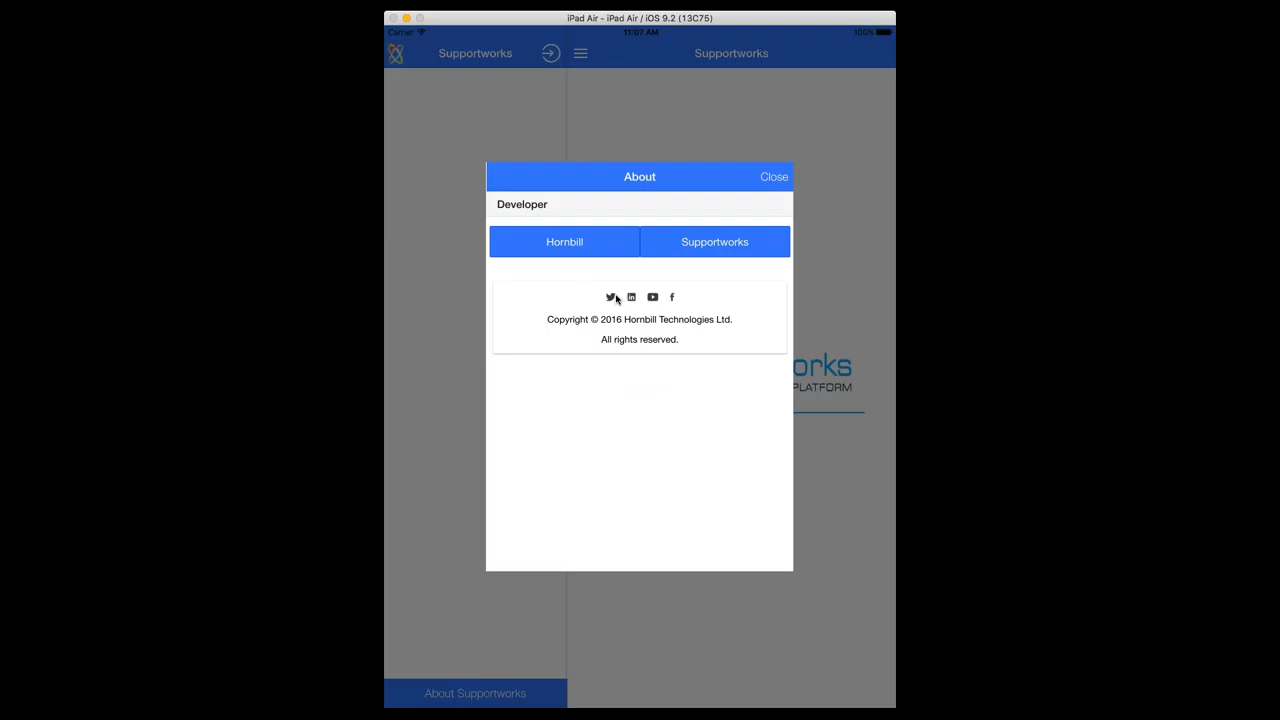 iPad Air - iPad Air / iOS 9.2 (13C75)
Carrier 11:07 AM 100%
Supportworks Supportworks
About Close
Developer
Hornbill Supportworks
Copyright © 2016 Hornbill Technologies Ltd.
All rights reserved.
orks
PLATFORM
About Supportworks